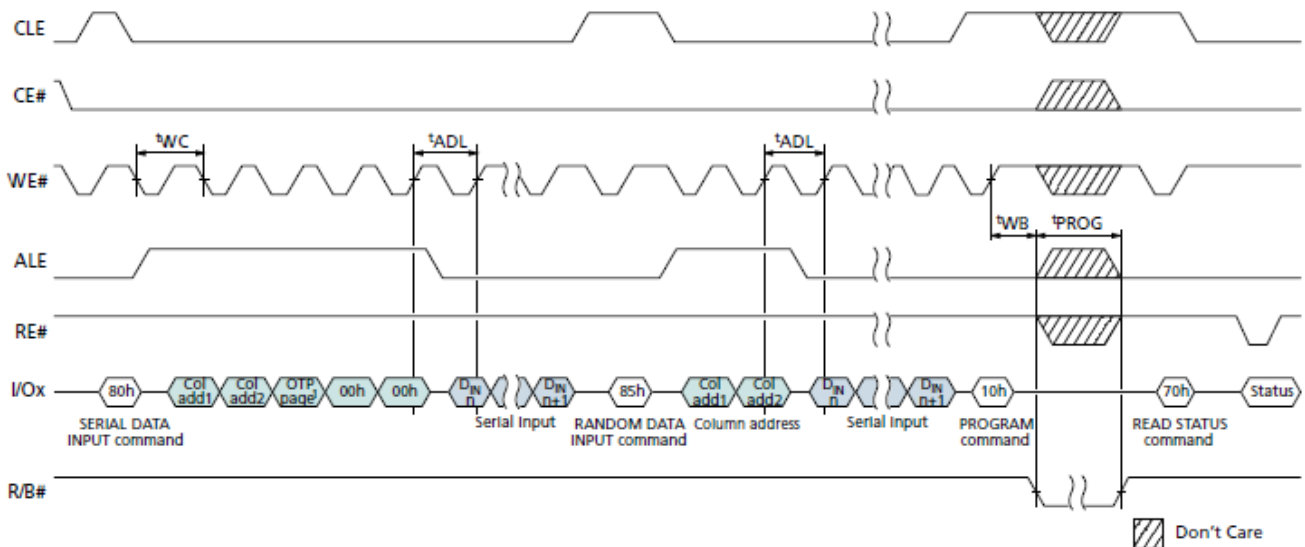 CLE
CE#
tWC
tADL
tADL
WE#
tWB
tPROG
ALE
RE#
I/Ox
80h
Col add1
Col add2
OTP page1
00h
00h
DIN n
DIN n+1
85h
Col add1
Col add2
DIN n
DIN n+1
10h
70h
Status
SERIAL DATA
INPUT command
Serial input
RANDOM DATA
INPUT command
Column address
Serial input
PROGRAM
command
READ STATUS
command
R/B#
Don't Care